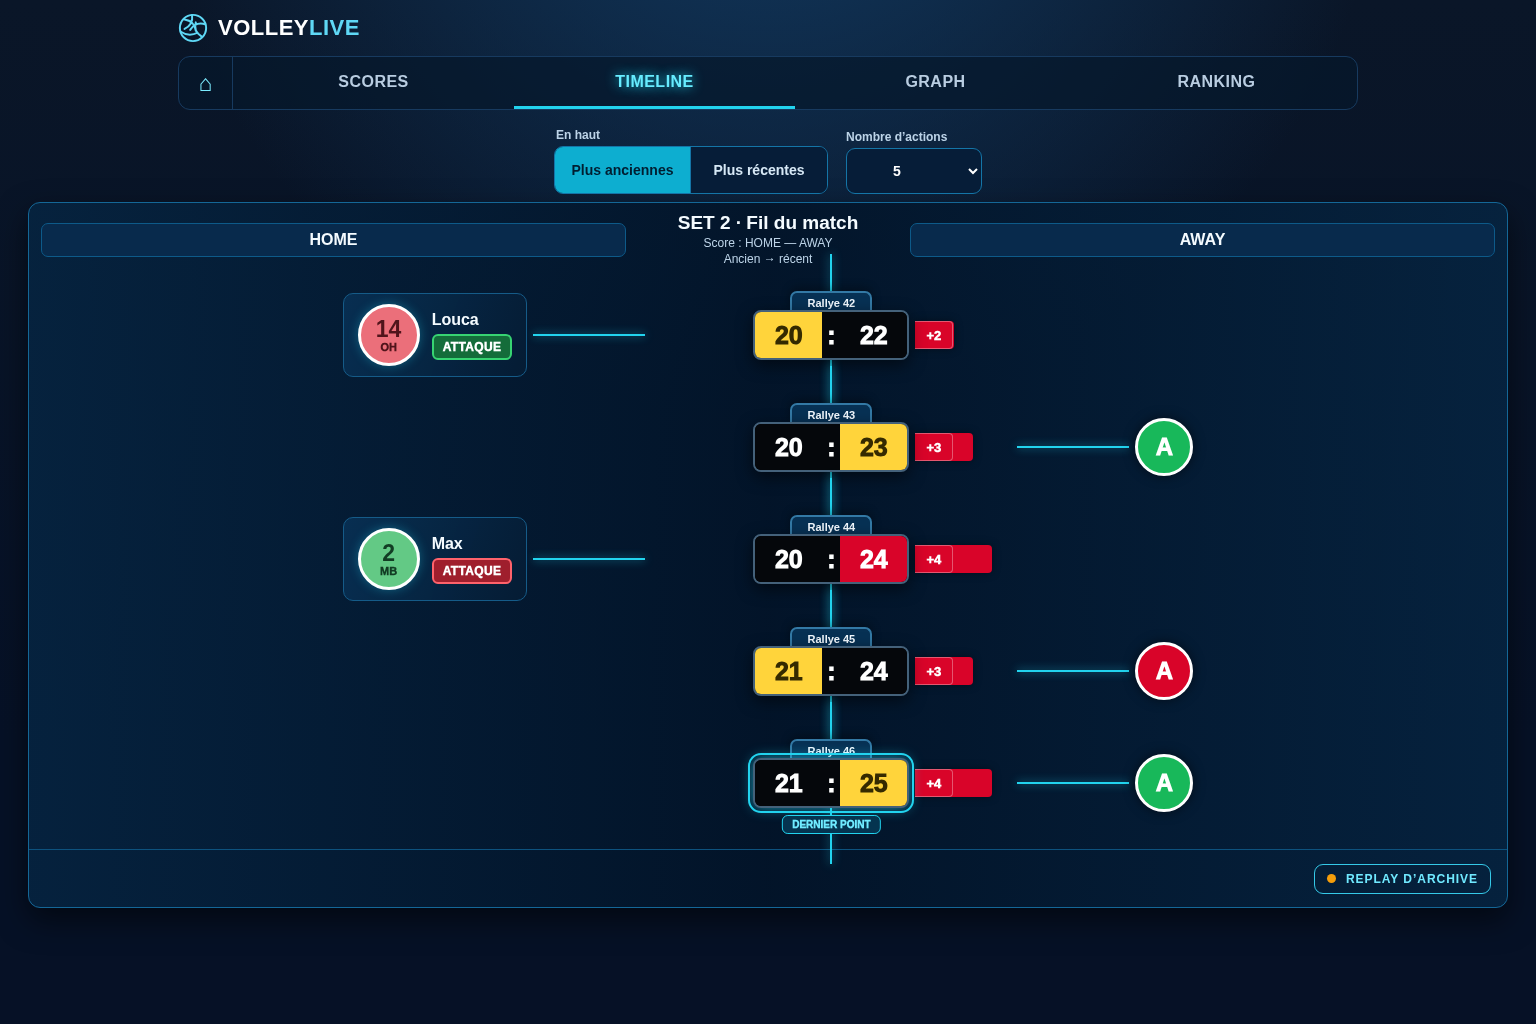 VOLLEYLIVE
SCORES
TIMELINE
GRAPH
RANKING
En haut
Nombre d’actions
Plus anciennes
Plus récentes
5
HOME
SET 2 · Fil du match
AWAY
Score : HOME — AWAY
Ancien → récent
Rallye 42
14
OH
Louca
ATTAQUE
20 : 22
+2
Rallye 43
20 : 23
+3
A
Rallye 44
2
MB
Max
ATTAQUE
20 : 24
+4
Rallye 45
21 : 24
+3
A
Rallye 46
21 : 25
+4
A
DERNIER POINT
REPLAY D’ARCHIVE